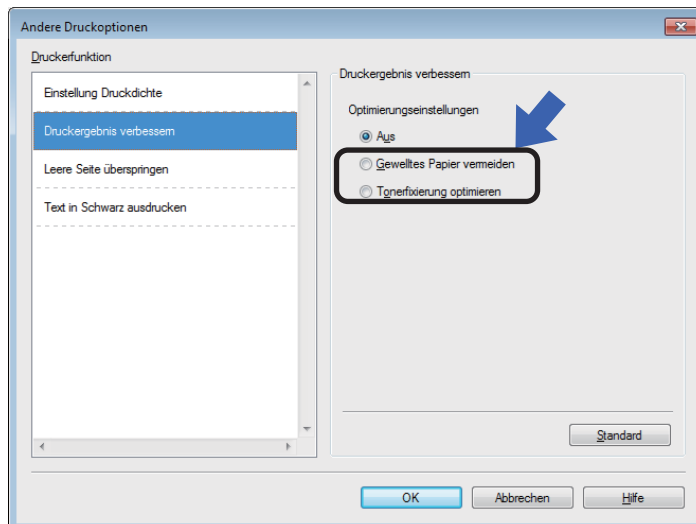 Andere Druckoptionen
Druckerfunktion
Einstellung Druckdichte
Druckergebnis verbessern
Leere Seite überspringen
Text in Schwarz ausdrucken
Druckergebnis verbessern
Optimierungseinstellungen
Aus
Gewelltes Papier vermeiden
Tonerfixierung optimieren
Standard
OK
Abbrechen
Hilfe